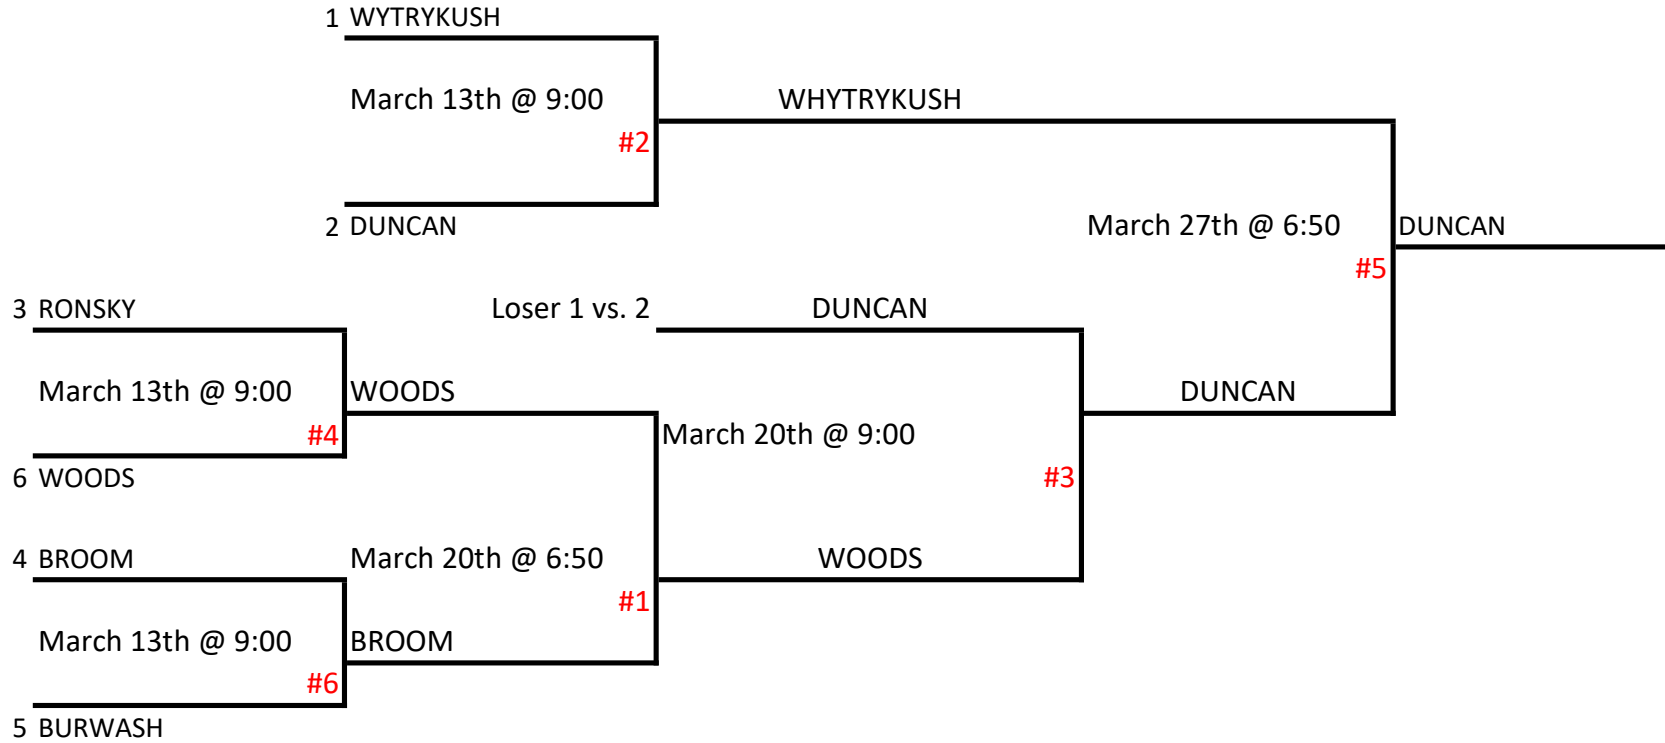 1 WYTRYKUSH
March 13th @ 9:00
WHYTRYKUSH
#2
2 DUNCAN
March 27th @ 6:50
DUNCAN
#5
3 RONSKY
Loser 1 vs. 2
DUNCAN
March 13th @ 9:00
WOODS
DUNCAN
#4
March 20th @ 9:00
6 WOODS
#3
4 BROOM
March 20th @ 6:50
WOODS
#1
March 13th @ 9:00
BROOM
#6
5 BURWASH